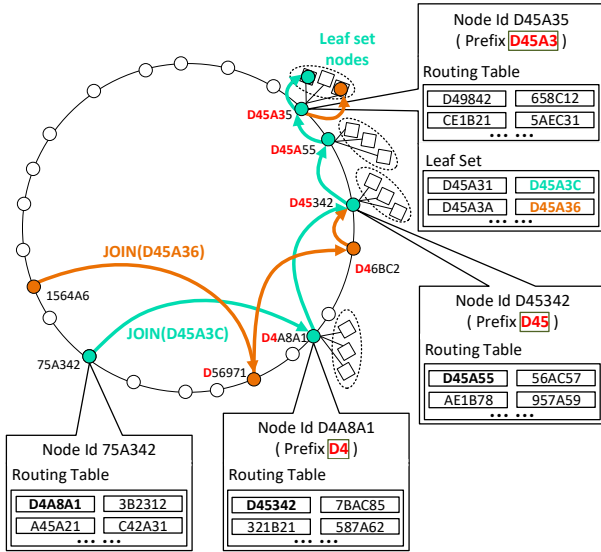 Node Id D45A35
( Prefix D45A3 )
Routing Table
D49842 658C12
CE1B21 5AEC31
... ...
Leaf Set
D45A31 D45A3C
D45A3A D45A36
... ...
Leaf set
nodes
D45A35
D45A55
D45342
D46BC2
JOIN(D45A36)
1564A6
JOIN(D45A3C)
D4A8A1
75A342
D56971
Node Id D45342
( Prefix D45 )
Routing Table
D45A55 56AC57
AE1B78 957A59
... ...
Node Id 75A342
Routing Table
D4A8A1 3B2312
A45A21 C42A31
... ...
Node Id D4A8A1
( Prefix D4 )
Routing Table
D45342 7BAC85
321B21 587A62
... ...